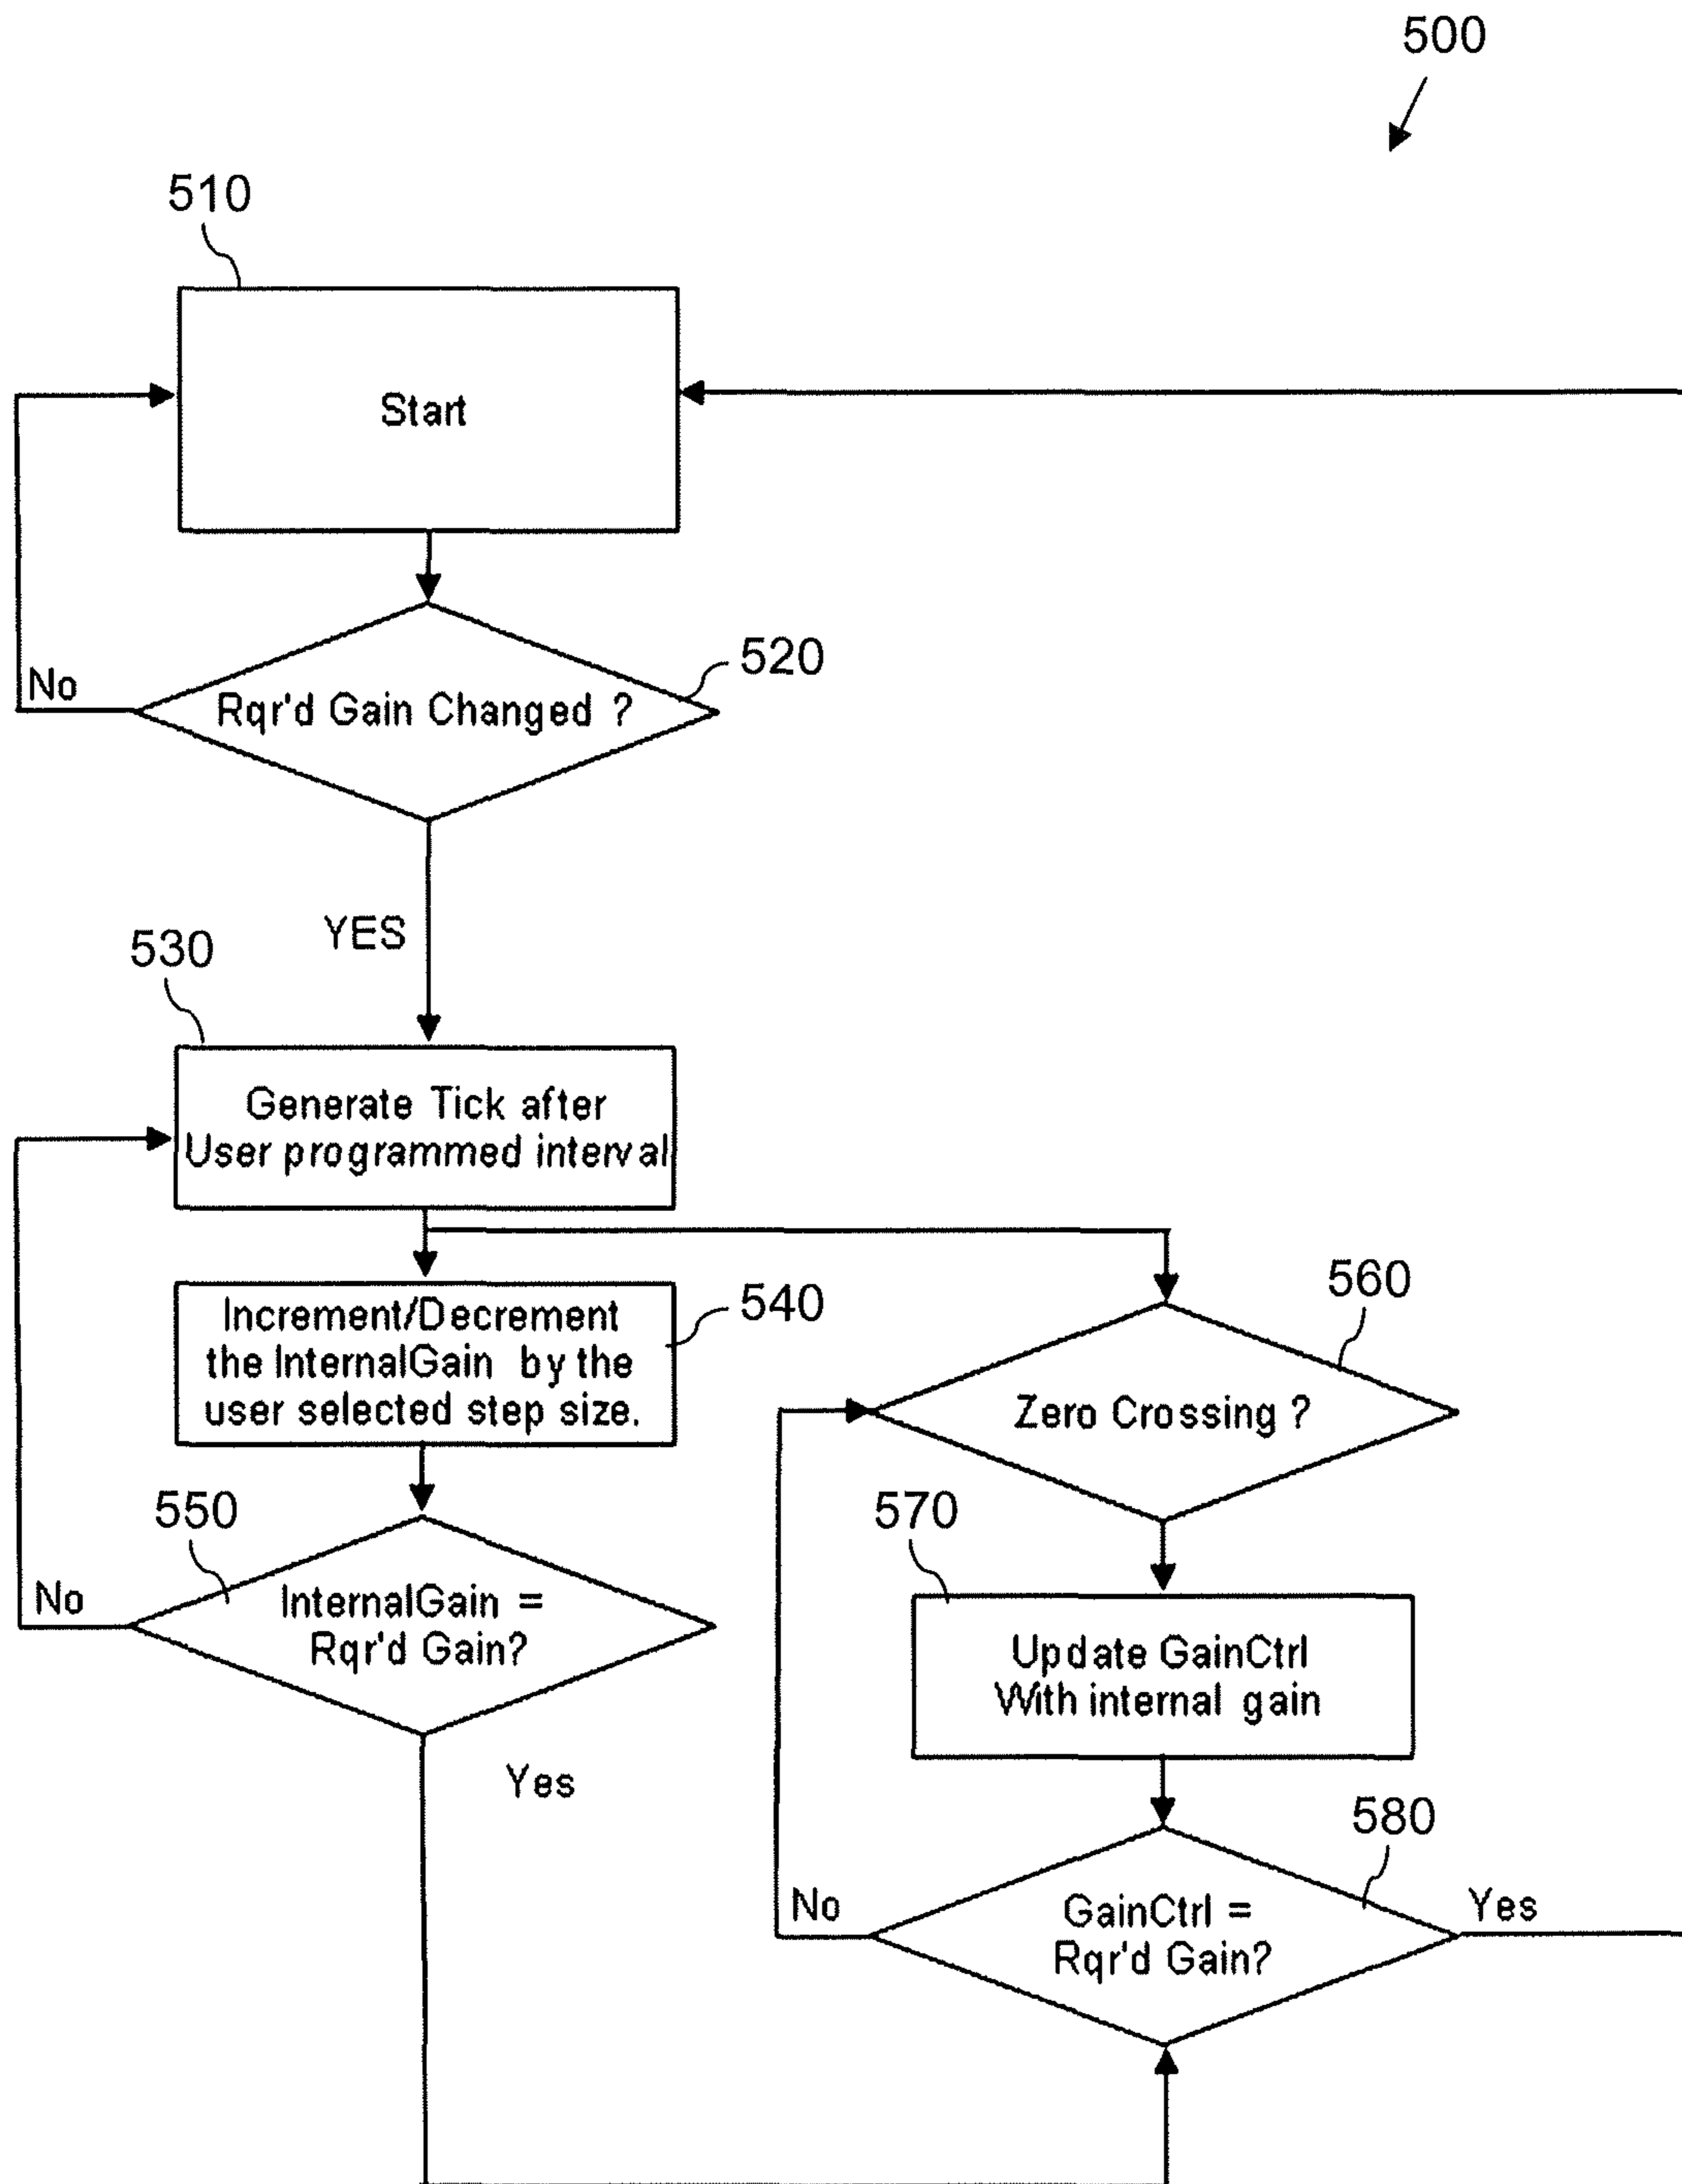 500
510
Start
520
Rqr'd Gain Changed ?
No
YES
530
Generate Tick after
User programmed interval
540
Increment/Decrement
the InternalGain by the
user selected step size.
560
Zero Crossing ?
550
InternalGain =
Rqr'd Gain?
No
Yes
570
Update GainCtrl
With internal gain
580
GainCtrl =
Rqr'd Gain?
No
Yes